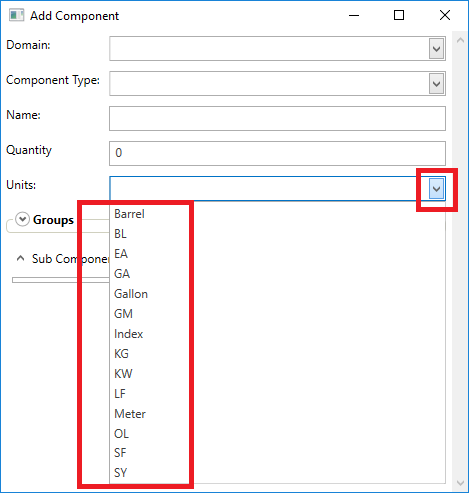 Add Component
Domain:
Component Type:
Name:
Quantity
0
Units:
Groups
Sub Componen
Barrel
BL
EA
GA
Gallon
GM
Index
KG
KW
LF
Meter
OL
SF
SY